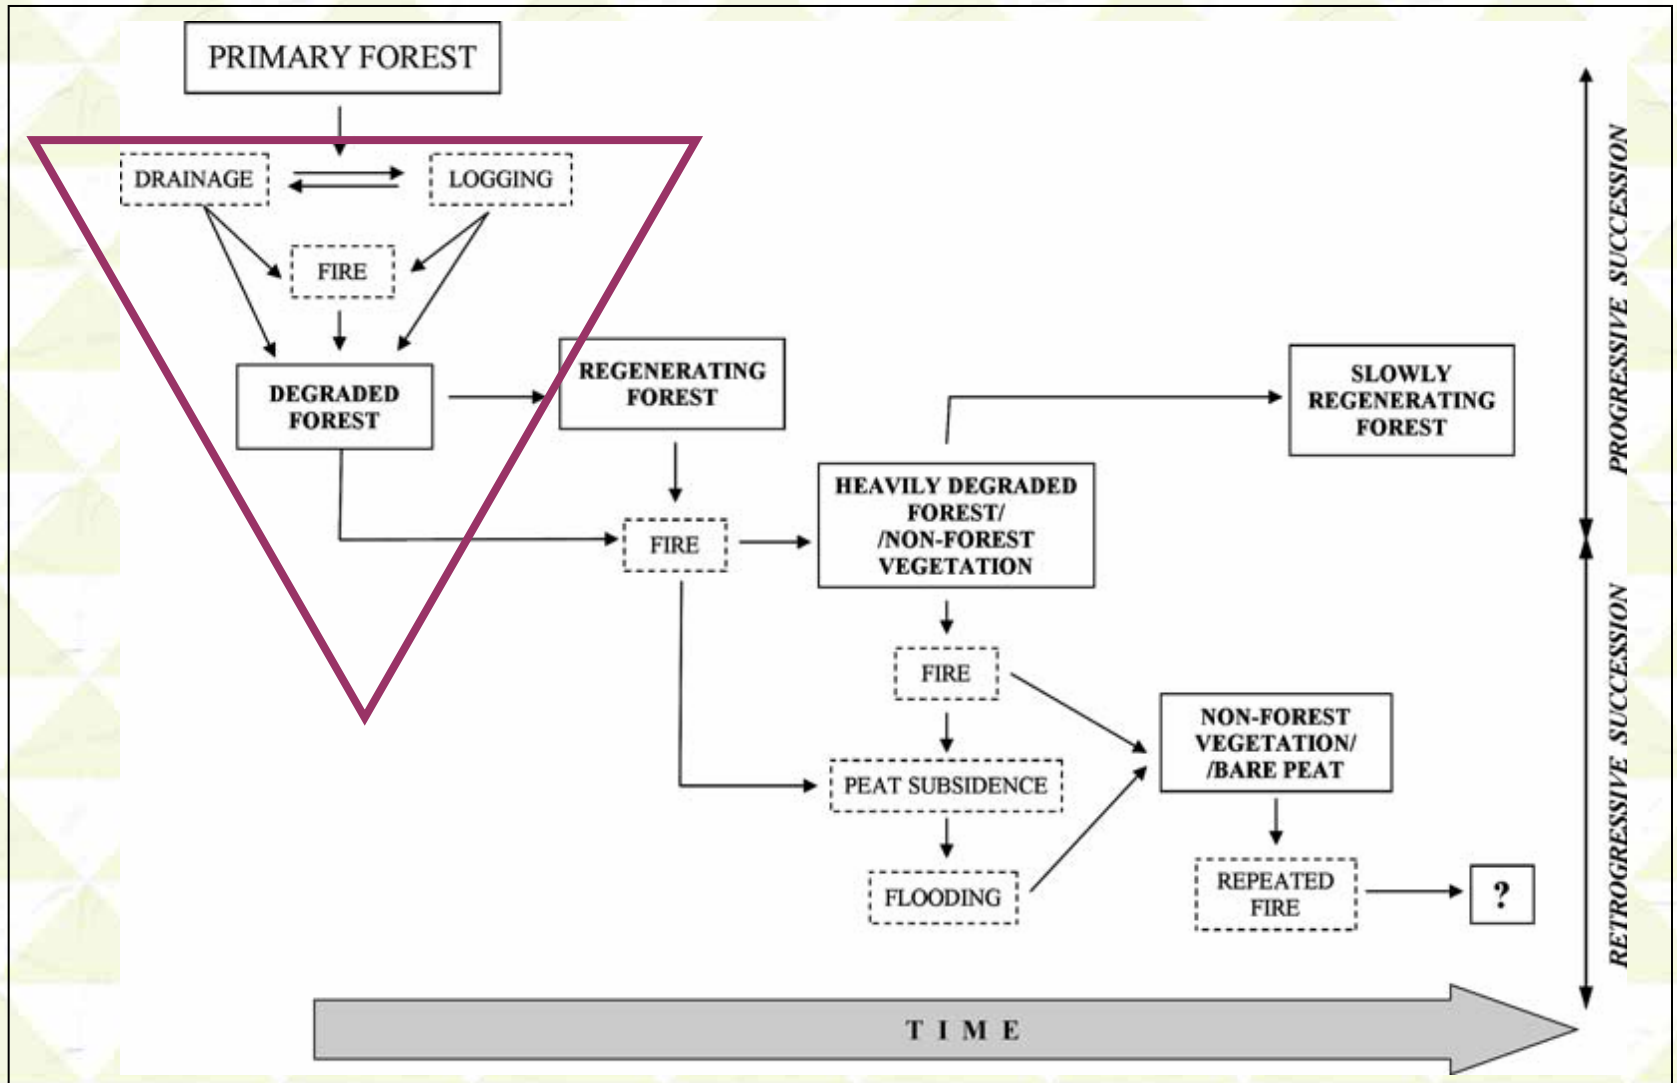 PRIMARY FOREST
DRAINAGE
LOGGING
FIRE
DEGRADED
FOREST
REGENERATING
FOREST
SLOWLY
REGENERATING
FOREST
FIRE
HEAVILY DEGRADED
FOREST/
/NON-FOREST
VEGETATION
FIRE
NON-FOREST
VEGETATION/
/BARE PEAT
PEAT SUBSIDENCE
FLOODING
REPEATED
FIRE
?
PROGRESSIVE SUCCESSION
RETROGRESSIVE SUCCESSION
TIME